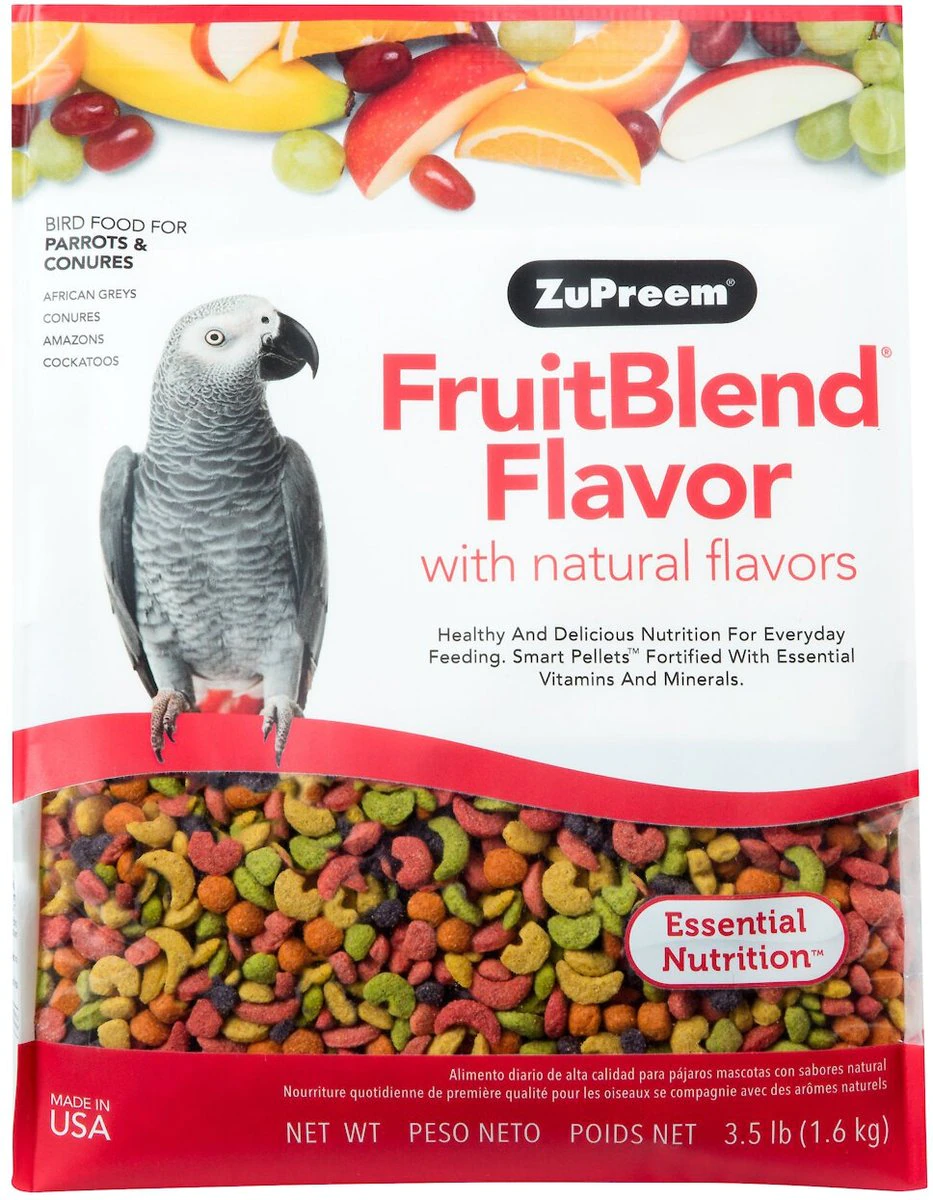 BIRD FOOD FOR
PARROTS &
CONURES
AFRICAN GREYS
CONURES
AMAZONS
COCKATOOS
ZuPreem®
FruitBlend®
Flavor
with natural flavors
Healthy And Delicious Nutrition For Everyday
Feeding. Smart Pellets™ Fortified With Essential
Vitamins And Minerals.
Essential
Nutrition™
Alimento diario de alta calidad para pájaros mascotas con sabores natural
Nourriture quotidienne de première qualité pour les oiseaux se compagnie avec des arômes naturels
MADE IN
USA
NET WT PESO NETO POIDS NET 3.5 lb (1.6 kg)